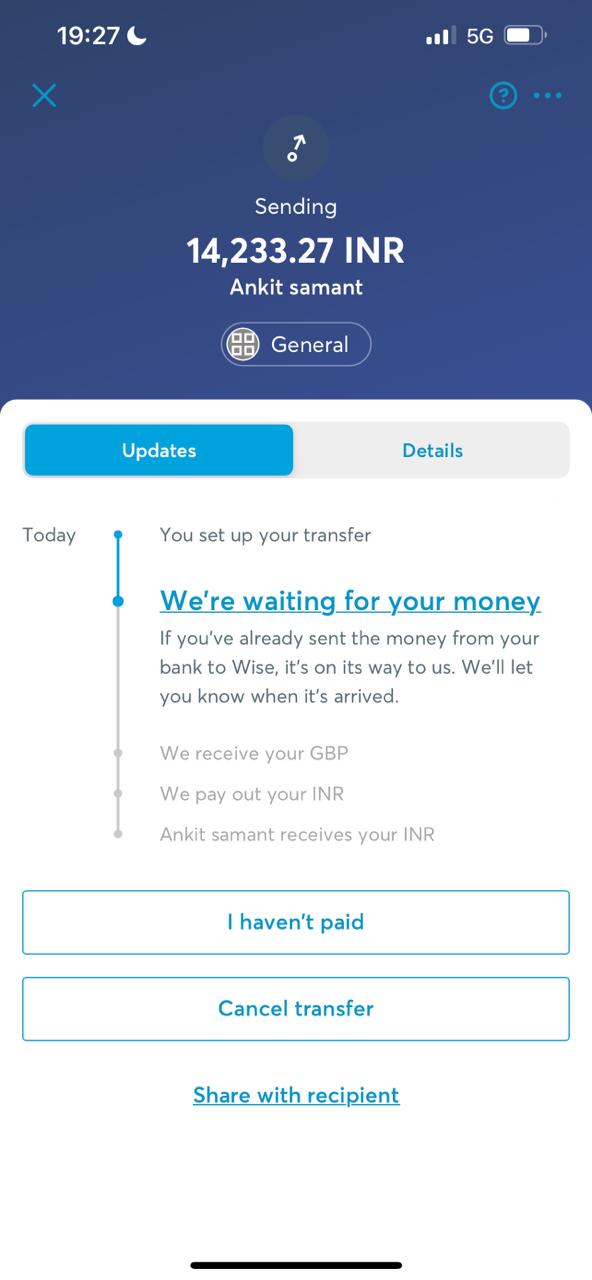 19:27
5G
?
Sending
14,233.27 INR
Ankit samant
General
Updates
Details
Today
You set up your transfer
We're waiting for your money
If you've already sent the money from your
bank to Wise, it's on its way to us. We'll let
you know when it's arrived.
We receive your GBP
We pay out your INR
Ankit samant receives your INR
I haven't paid
Cancel transfer
Share with recipient